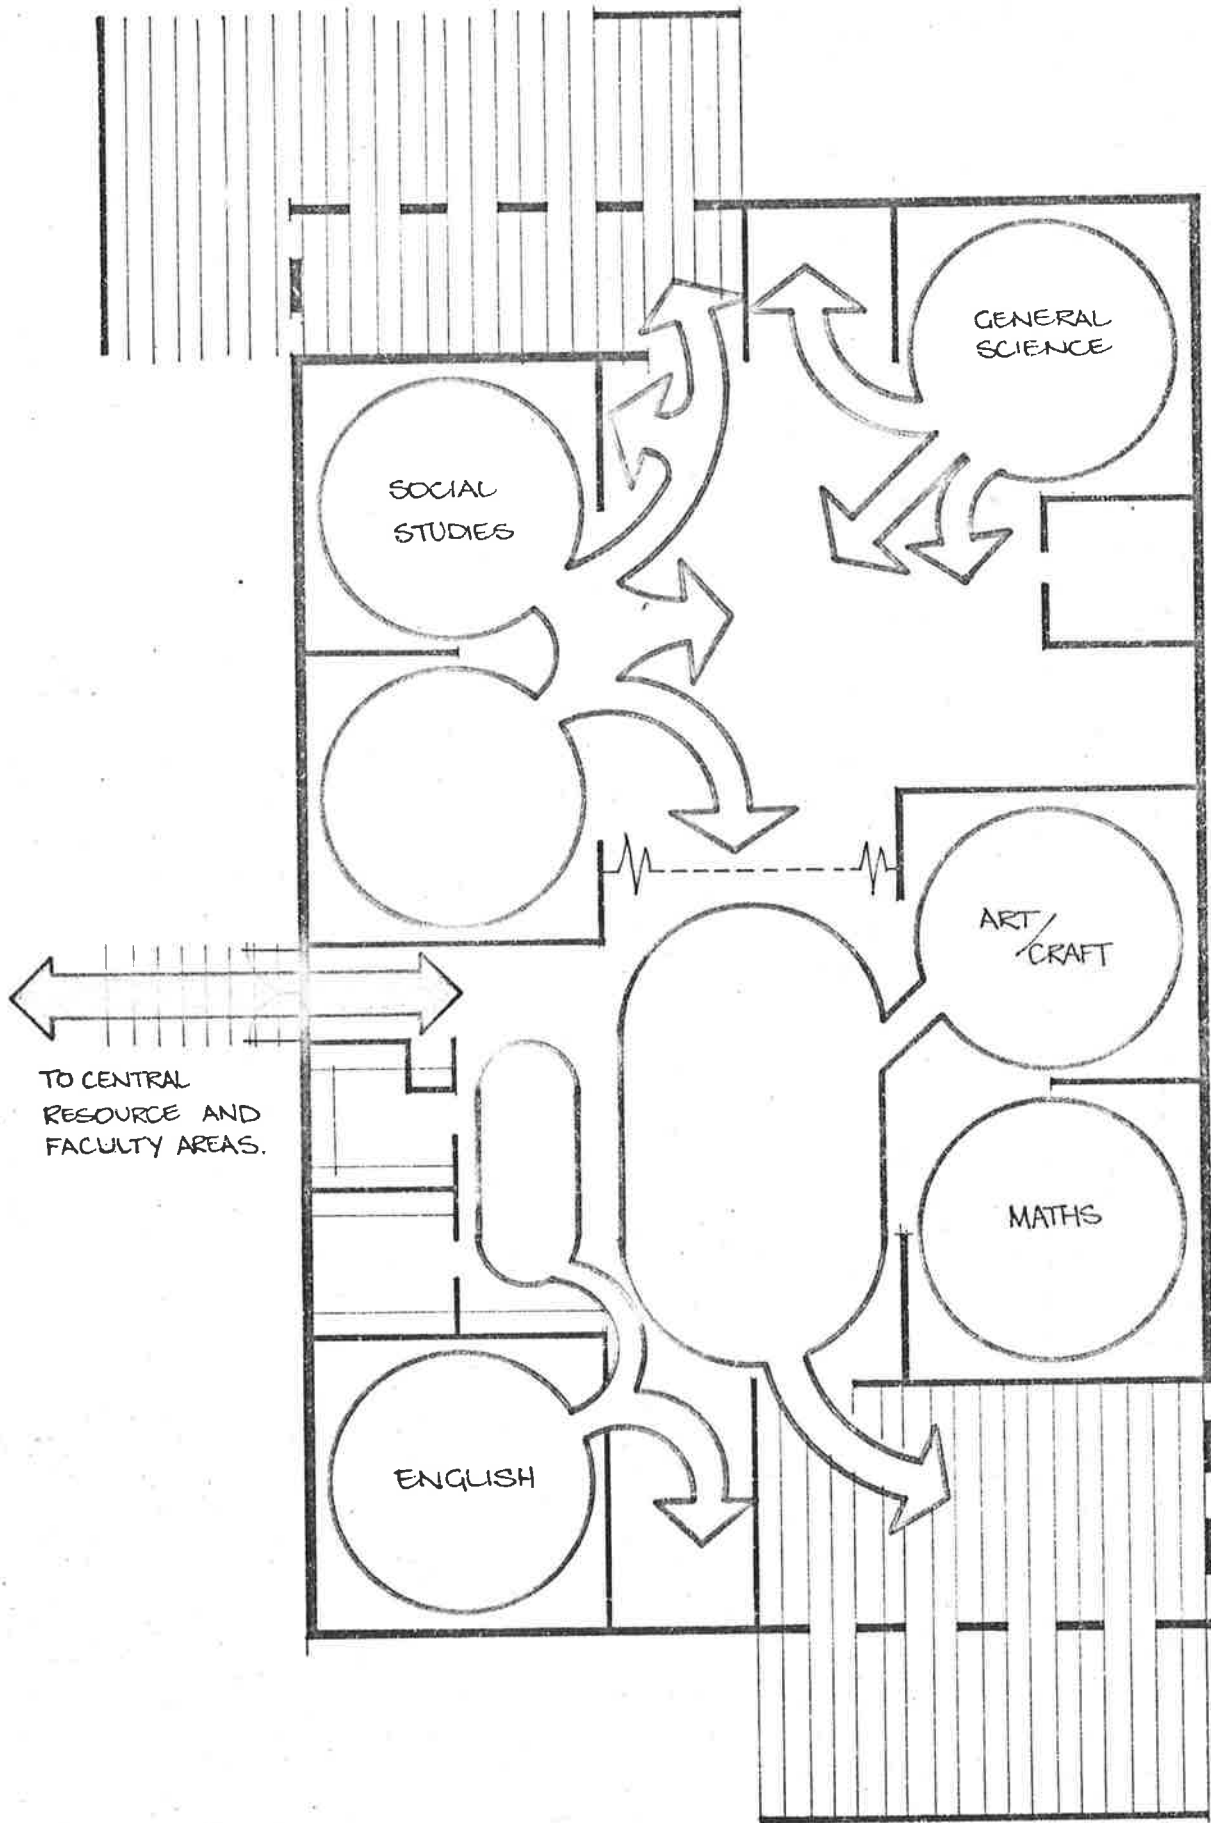 GENERAL
SCIENCE
SOCIAL
STUDIES
ART/
CRAFT
TO CENTRAL
RESOURCE AND
FACULTY AREAS.
MATHS
ENGLISH